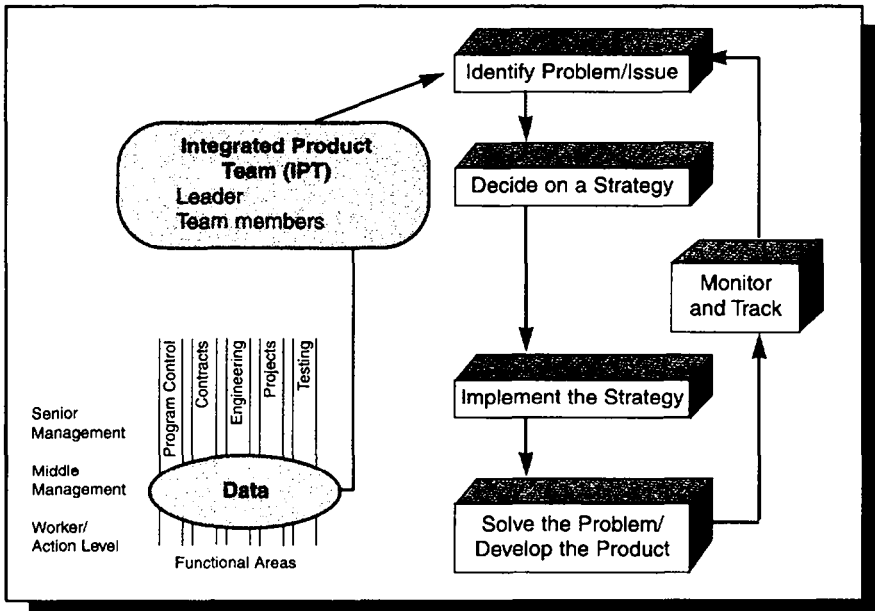 Identify Problem/Issue
Integrated Product
Team (IPT)
Leader
Team members
Decide on a Strategy
Monitor
and Track
Implement the Strategy
Solve the Problem/
Develop the Product
Program Control
Contracts
Engineering
Projects
Testing
Senior
Management
Middle
Management
Worker/
Action Level
Data
Functional Areas